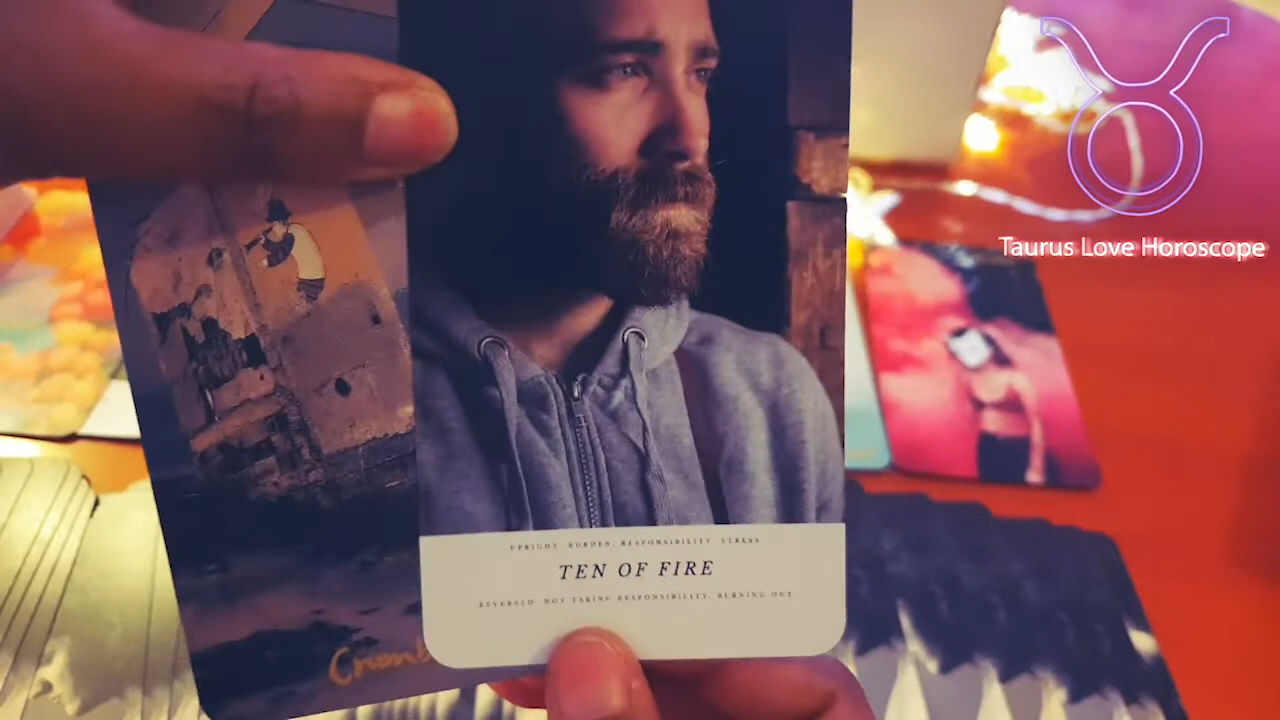 Taurus Love Horoscope
UPRIGHT: BURDEN, RESPONSIBILITY, STRESS
TEN OF FIRE
REVERSED: NOT TAKING RESPONSIBILITY, BURNING OUT